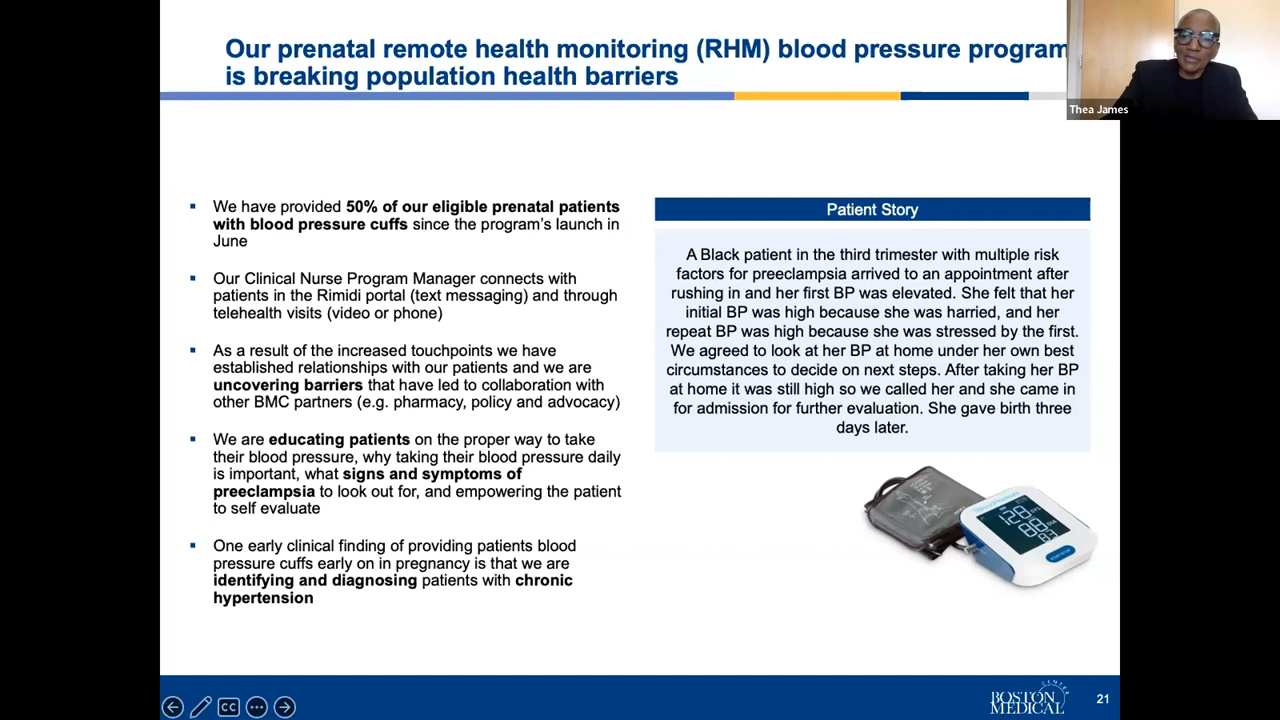 Our prenatal remote health monitoring (RHM) blood pressure program
is breaking population health barriers
Thea James
We have provided 50% of our eligible prenatal patients
with blood pressure cuffs since the program's launch in
June
Our Clinical Nurse Program Manager connects with
patients in the Rimidi portal (text messaging) and through
telehealth visits (video or phone)
As a result of the increased touchpoints we have
established relationships with our patients and we are
uncovering barriers that have led to collaboration with
other BMC partners (e.g. pharmacy, policy and advocacy)
We are educating patients on the proper way to take
their blood pressure, why taking their blood pressure daily
is important, what signs and symptoms of
preeclampsia to look out for, and empowering the patient
to self evaluate
One early clinical finding of providing patients blood
pressure cuffs early on in pregnancy is that we are
identifying and diagnosing patients with chronic
hypertension
Patient Story
A Black patient in the third trimester with multiple risk
factors for preeclampsia arrived to an appointment after
rushing in and her first BP was elevated. She felt that her
initial BP was high because she was harried, and her
repeat BP was high because she was stressed by the first.
We agreed to look at her BP at home under her own best
circumstances to decide on next steps. After taking her BP
at home it was still high so we called her and she came in
for admission for further evaluation. She gave birth three
days later.
128
88
CC
BOSTON
MEDICAL
CENTER
21